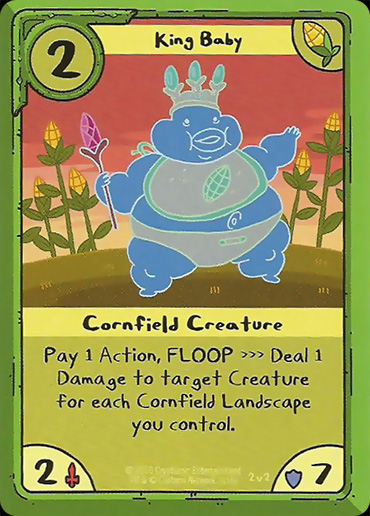 2
King Baby
Cornfield Creature
Pay 1 Action, FLOOP >>> Deal 1
Damage to target Creature
for each Cornfield Landscape
you control.
2
2v2
7